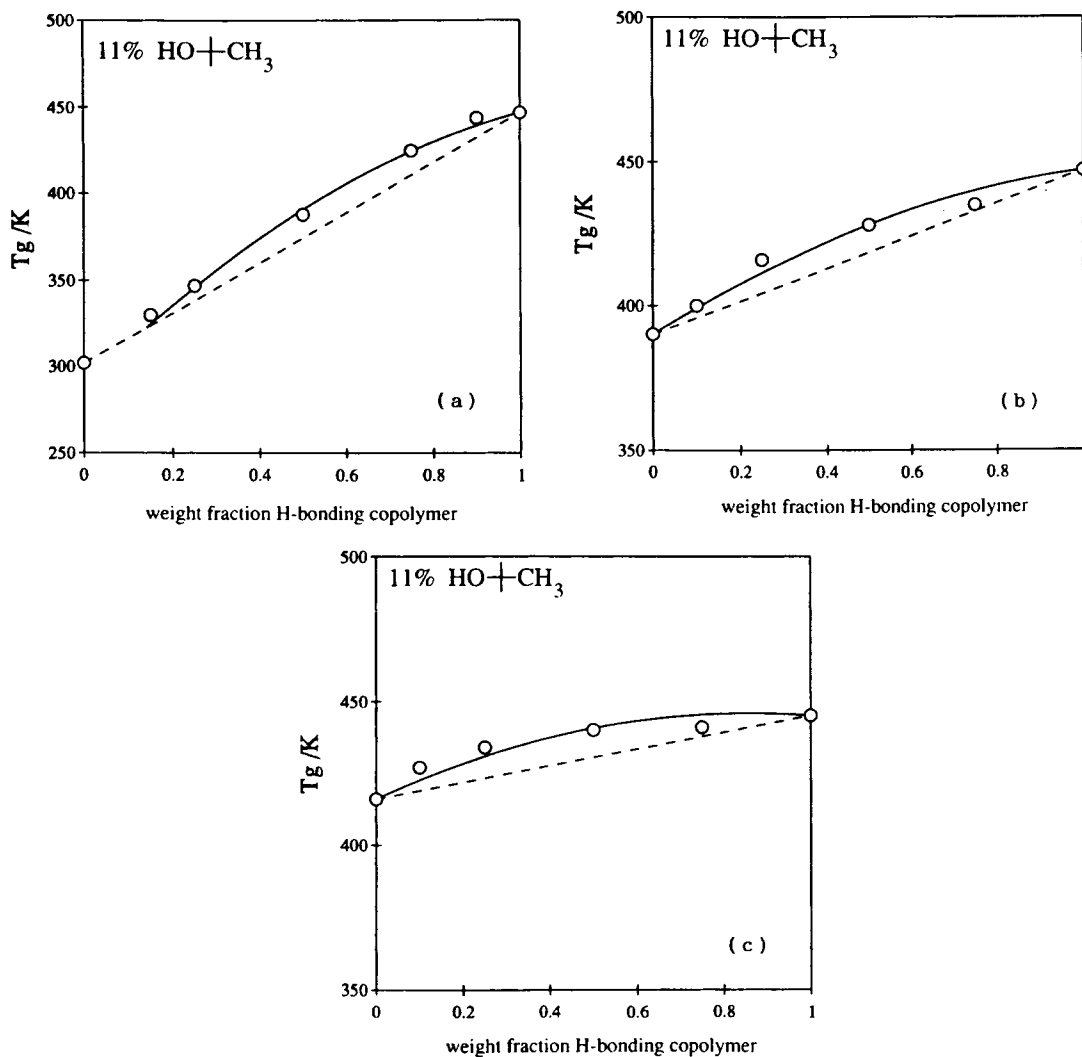 500
11% HO┼CH₃
450
400
350
300
250
Tg /K
(a)
0 0.2 0.4 0.6 0.8 1
weight fraction H-bonding copolymer
500
11% HO┼CH₃
450
400
350
Tg /K
(b)
0 0.2 0.4 0.6 0.8
weight fraction H-bonding copolymer
500
11% HO┼CH₃
450
400
350
Tg /K
(c)
0 0.2 0.4 0.6 0.8 1
weight fraction H-bonding copolymer